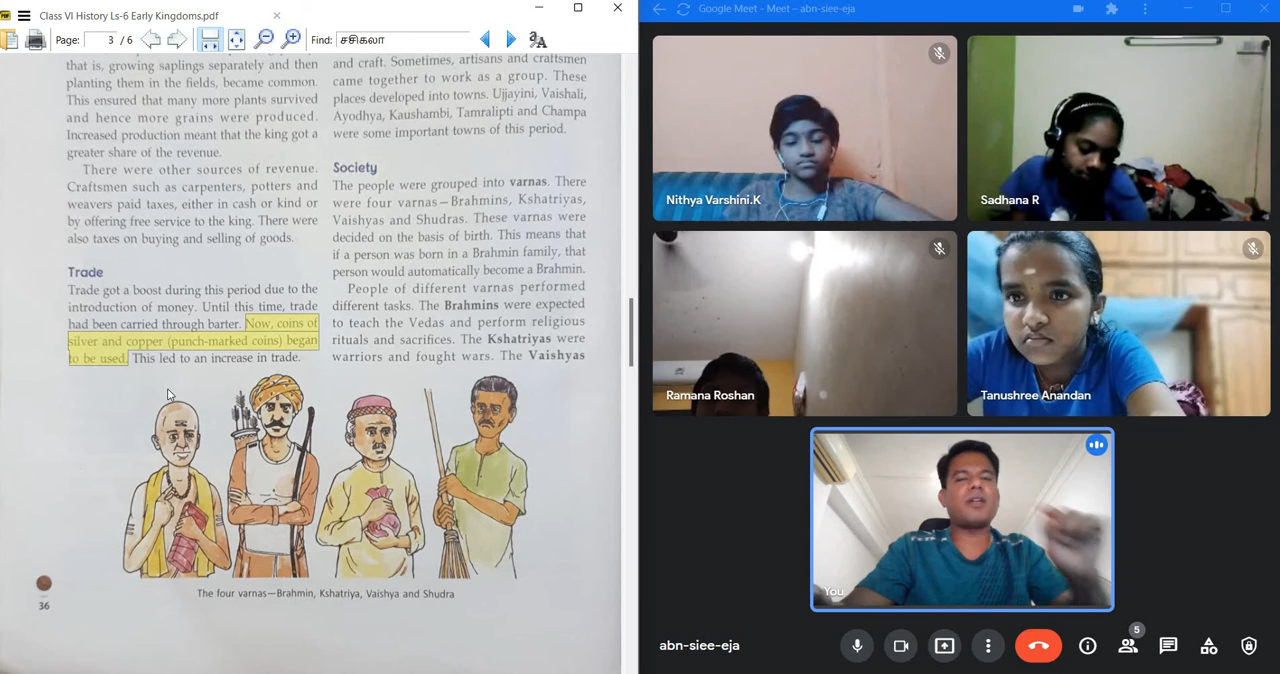 Class VI History Ls-6 Early Kingdoms.pdf
Page: 3 / 6
Find:
that is, growing saplings separately and then
planting them in the fields, became common.
This ensured that many more plants survived
and hence more grains were produced.
Increased production meant that the king got a
greater share of the revenue.
There were other sources of revenue.
Craftsmen such as carpenters, potters and
weavers paid taxes, either in cash or kind or
by offering free service to the king. There were
also taxes on buying and selling of goods.
Trade
Trade got a boost during this period due to the
introduction of money. Until this time, trade
had been carried through barter. Now, coins of
silver and copper (punch-marked coins) began
to be used. This led to an increase in trade.
and craft. Sometimes, artisans and craftsmen
came together to work as a group. These
places developed into towns. Ujjayini, Vaishali,
Ayodhya, Kaushambi, Tamralipti and Champa
were some important towns of this period.
Society
The people were grouped into varnas. There
were four varnas—Brahmins, Kshatriyas,
Vaishyas and Shudras. These varnas were
decided on the basis of birth. This means that
if a person was born in a Brahmin family, that
person would automatically become a Brahmin.
People of different varnas performed
different tasks. The Brahmins were expected
to teach the Vedas and perform religious
rituals and sacrifices. The Kshatriyas were
warriors and fought wars. The Vaishyas
The four varnas—Brahmin, Kshatriya, Vaishya and Shudra
36
Google Meet - Meet – abn-siee-eja
Nithya Varshini.K
Sadhana R
Ramana Roshan
Tanushree Anandan
You
abn-siee-eja
5